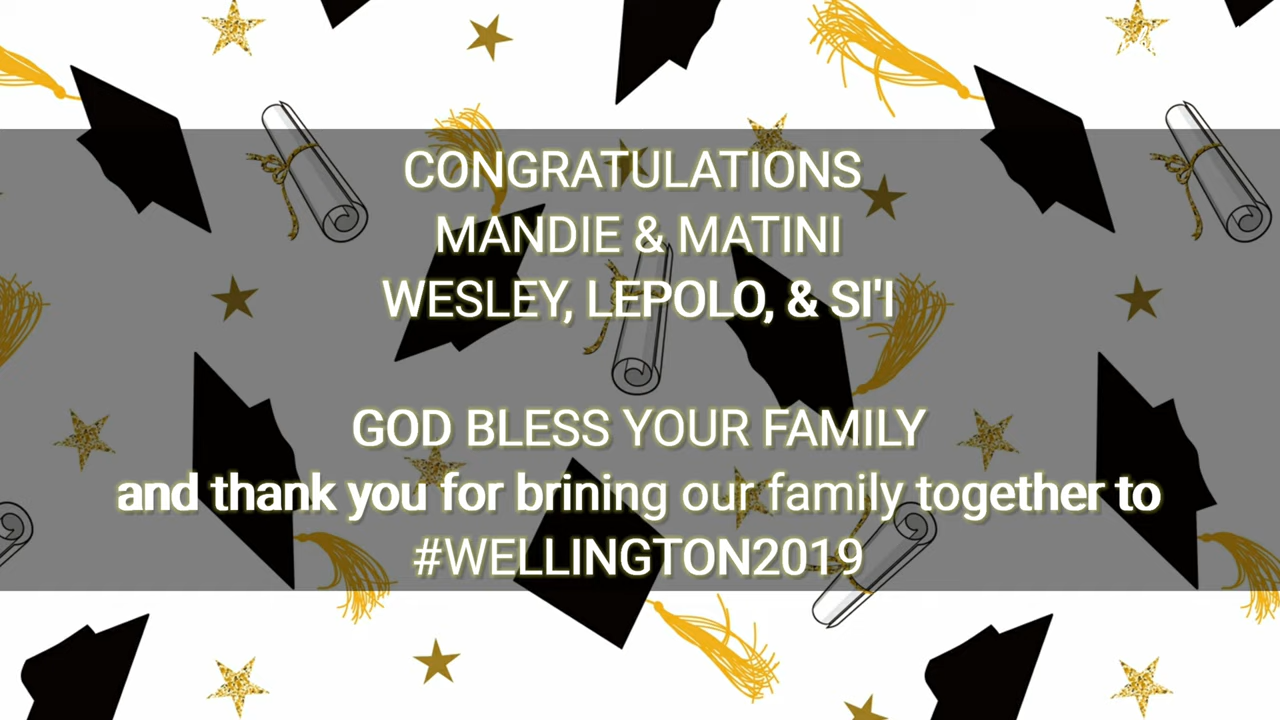 CONGRATULATIONS
MANDIE & MATINI
WESLEY, LEPOLO, & SI'I
GOD BLESS YOUR FAMILY
and thank you for brining our family together to
#WELLINGTON2019